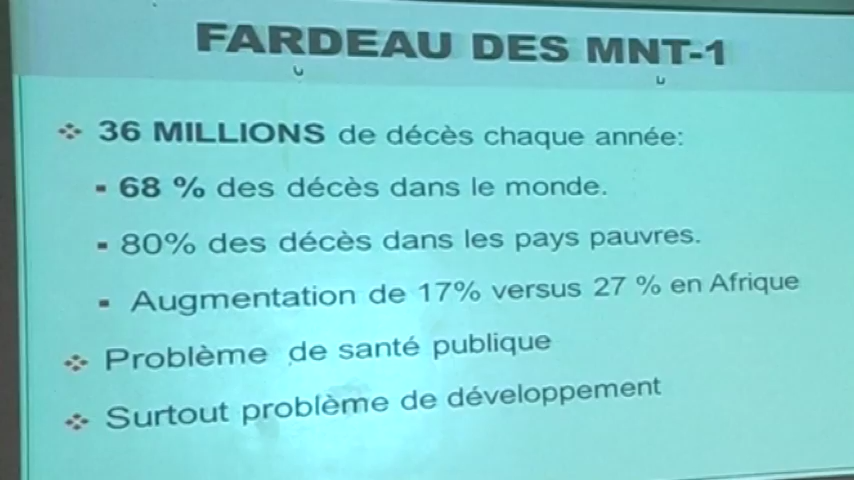 FARDEAU DES MNT-1
36 MILLIONS de décès chaque année:
68 % des décès dans le monde.
80% des décès dans les pays pauvres.
Augmentation de 17% versus 27 % en Afrique
Problème de santé publique
Surtout problème de développement